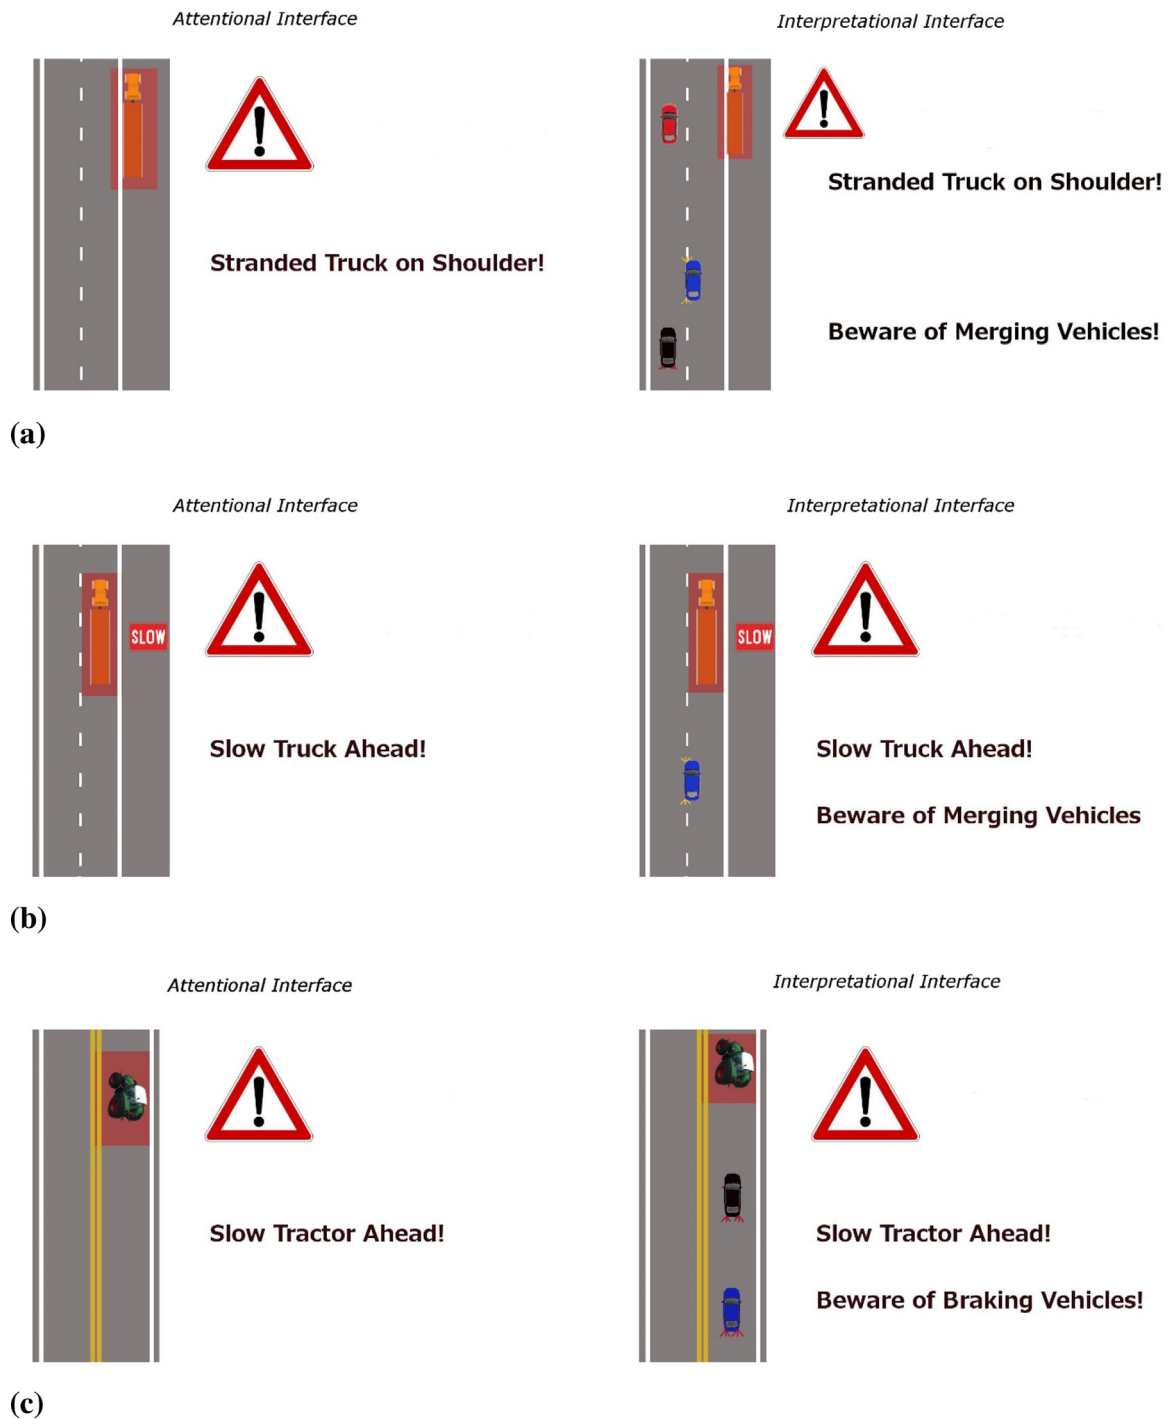 Attentional Interface
Interpretational Interface
Stranded Truck on Shoulder!
Stranded Truck on Shoulder!
Beware of Merging Vehicles!
(a)
Attentional Interface
Interpretational Interface
SLOW
SLOW
Slow Truck Ahead!
Slow Truck Ahead!
Beware of Merging Vehicles
(b)
Attentional Interface
Interpretational Interface
Slow Tractor Ahead!
Slow Tractor Ahead!
Beware of Braking Vehicles!
(c)